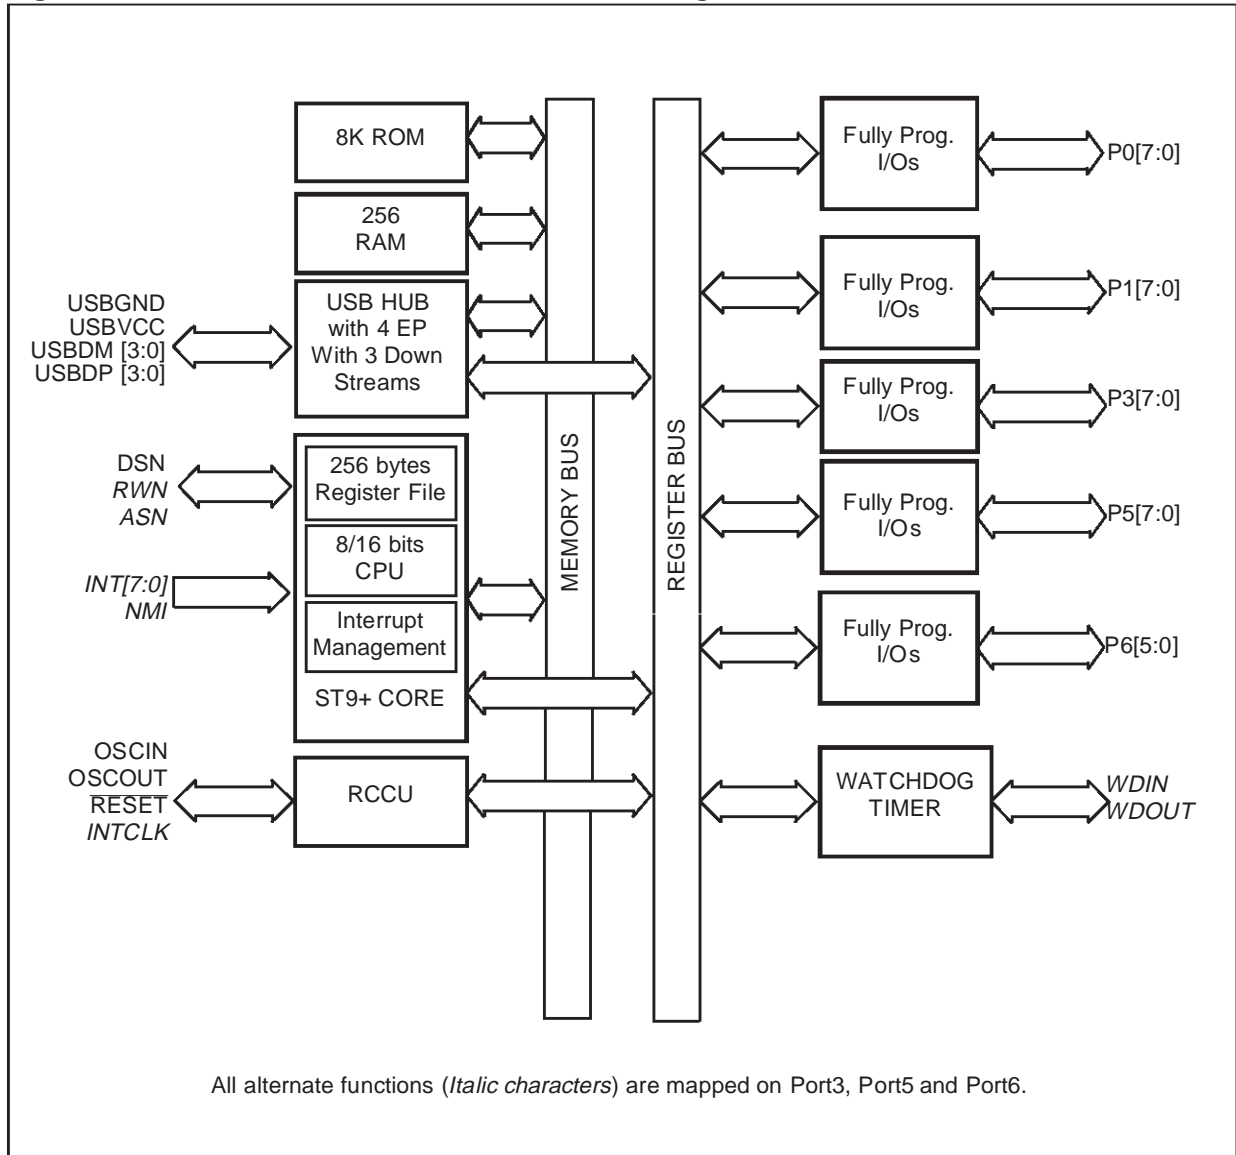 8K ROM
256
RAM
USB HUB
with 4 EP
With 3 Down
Streams
USBGND
USBVCC
USBDM [3:0]
USBDP [3:0]
DSN
RWN
ASN
256 bytes
Register File
8/16 bits
CPU
INT[7:0]
NMI
Interrupt
Management
ST9+ CORE
OSCIN
OSCOUT
RESET
INTCLK
RCCU
MEMORY BUS
REGISTER BUS
Fully Prog.
I/Os
P0[7:0]
Fully Prog.
I/Os
P1[7:0]
Fully Prog.
I/Os
P3[7:0]
Fully Prog.
I/Os
P5[7:0]
Fully Prog.
I/Os
P6[5:0]
WATCHDOG
TIMER
WDIN
WDOUT
All alternate functions (Italic characters) are mapped on Port3, Port5 and Port6.